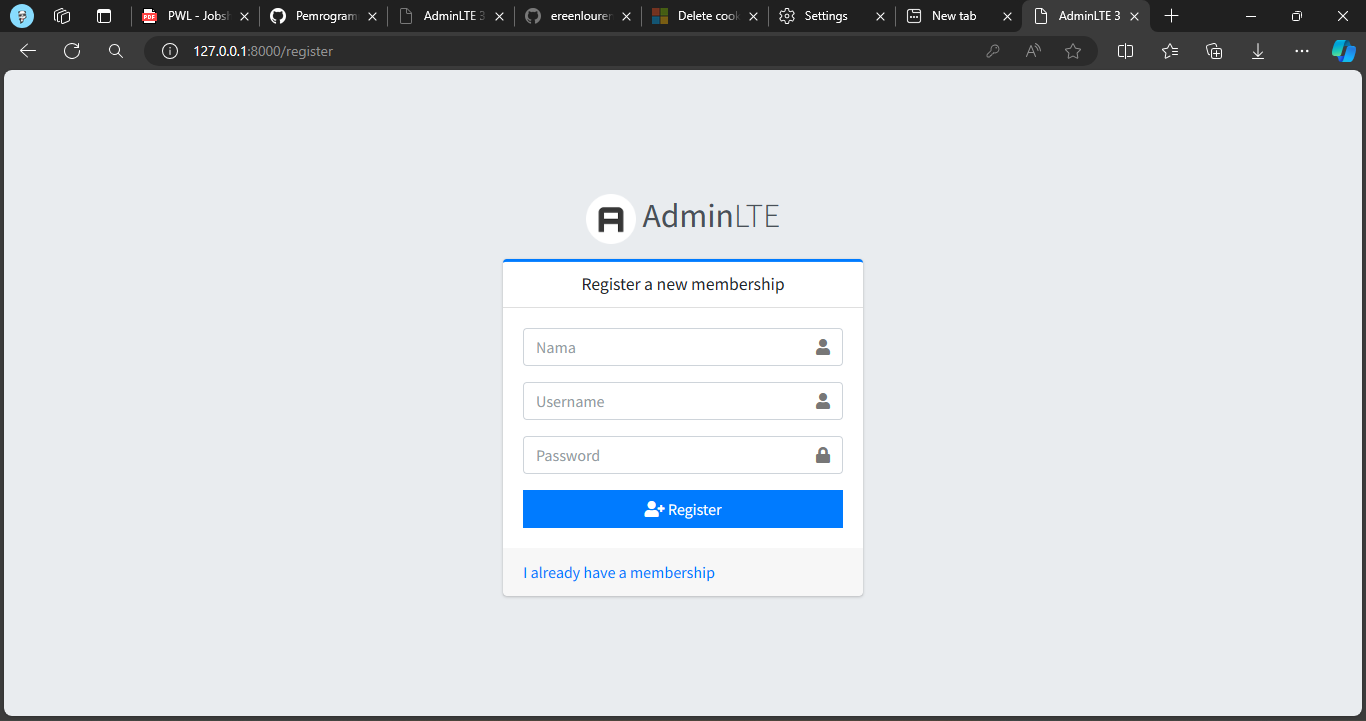 PWL - Jobsh
Pemrogram
AdminLTE 3
ereenlouren
Delete cook
Settings
New tab
AdminLTE 3
127.0.0.1:8000/register
AdminLTE
Register a new membership
Nama
Username
Password
Register
I already have a membership